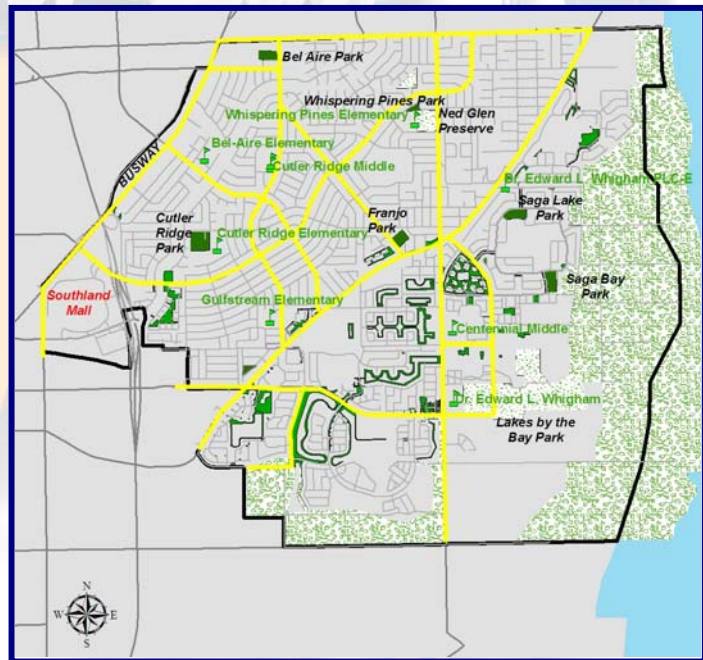 Bel Aire Park
Whispering Pines Park
Whispering Pines Elementary
Ned Glen
Preserve
Bel-Aire Elementary
BUSWAY
Cutler Ridge Middle
Dr. Edward L. Whigham PLC-E
Saga Lake
Park
Cutler
Ridge
Park
Franjo
Park
Cutler Ridge Elementary
Saga Bay
Park
Southland
Mall
Gulfstream Elementary
Centennial Middle
Dr. Edward L. Whigham
Lakes by the
Bay Park
N
W
E
S